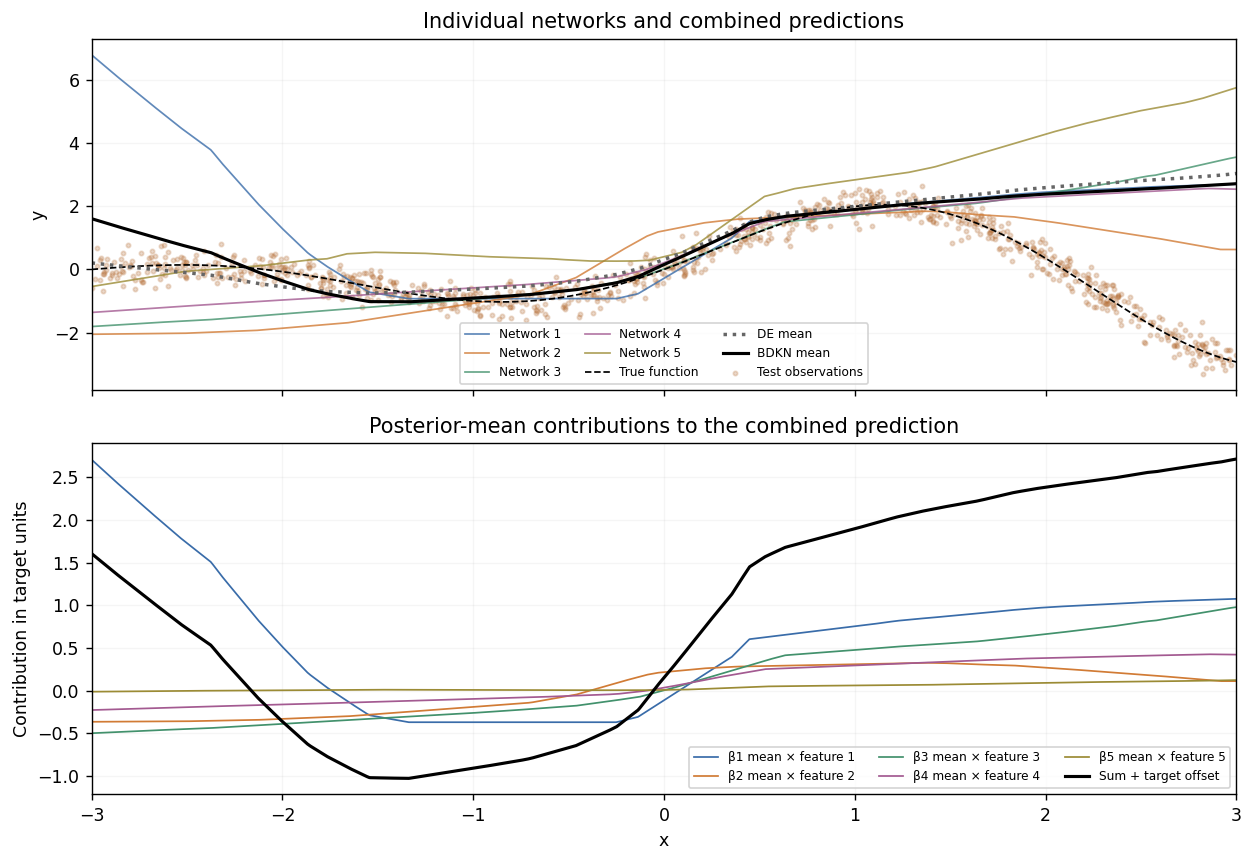 Individual networks and combined predictions
6
4
2
0
−2
y
Network 1
Network 2
Network 3
Network 4
Network 5
True function
DE mean
BDKN mean
Test observations
Posterior-mean contributions to the combined prediction
2.5
2.0
1.5
1.0
0.5
0.0
−0.5
−1.0
Contribution in target units
β1 mean × feature 1
β2 mean × feature 2
β3 mean × feature 3
β4 mean × feature 4
β5 mean × feature 5
Sum + target offset
−3
−2
−1
0
1
2
3
x